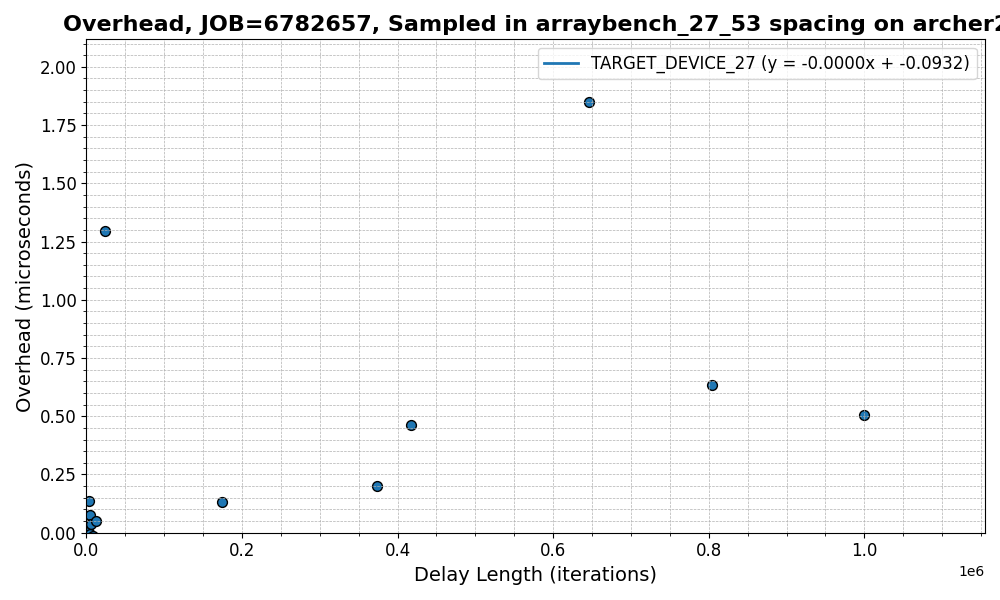 Overhead, JOB=6782657, Sampled in arraybench_27_53 spacing on archer2
TARGET_DEVICE_27 (y = -0.0000x + -0.0932)
Overhead (microseconds)
2.00
1.75
1.50
1.25
1.00
0.75
0.50
0.25
0.00
0.0 0.2 0.4 0.6 0.8 1.0
1e6
Delay Length (iterations)